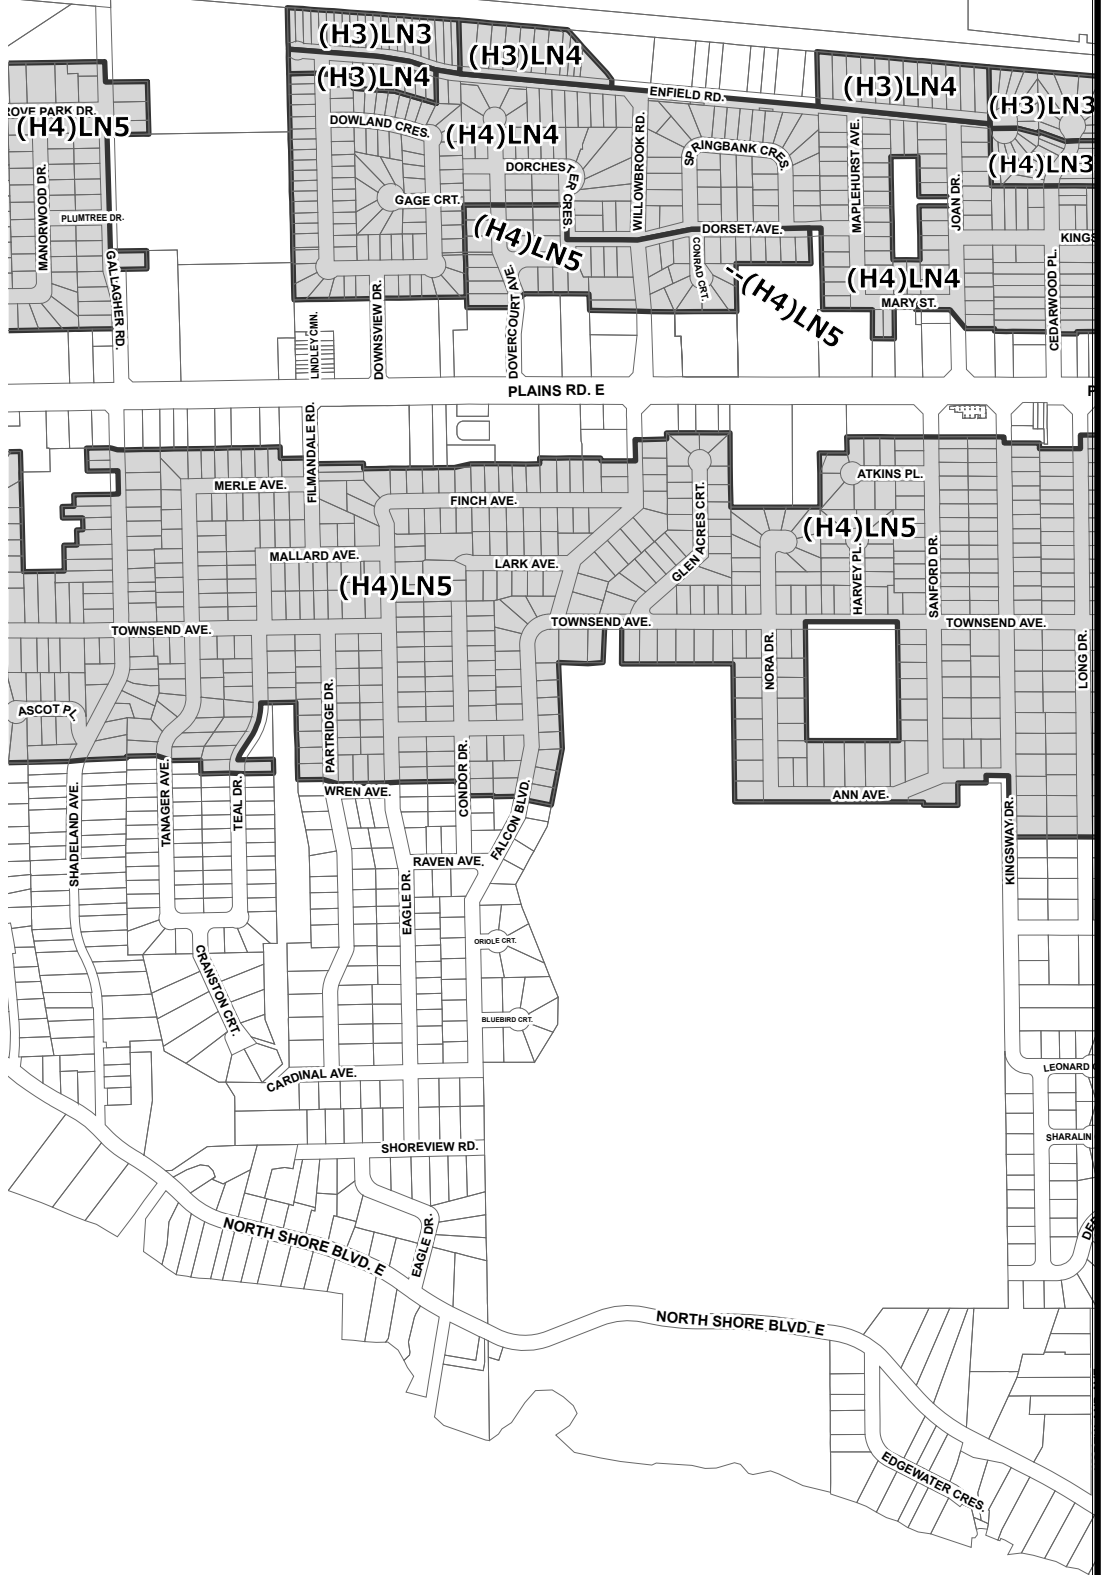 (H3)LN3
(H3)LN4
(H3)LN4
ENFIELD RD.
(H3)LN4
(H3)LN3
ROVE PARK DR.
(H4)LN5
DOWLAND CRES.
(H4)LN4
SPRINGBANK CRES.
WILLOWBROOK RD.
MAPLEHURST AVE.
(H4)LN3
DORCHESTER CRES.
MANORWOOD DR.
GAGE CRT.
JOAN DR.
PLUMTREE DR.
(H4)LN5
DORSET AVE.
KINGS
GALLAGHER RD.
CONRAD CRT.
--(H4)LN5
(H4)LN4
MARY ST.
CEDARWOOD PL.
LINDLEY CMN.
DOWNSVIEW DR.
DOVERCOURT AVE.
PLAINS RD. E
P
FILMANDALE RD.
MERLE AVE.
FINCH AVE.
GLEN ACRES CRT.
ATKINS PL.
(H4)LN5
MALLARD AVE.
LARK AVE.
HARVEY PL.
SANFORD DR.
(H4)LN5
TOWNSEND AVE.
TOWNSEND AVE.
TOWNSEND AVE.
NORA DR.
LONG DR.
ASCOT PL.
PARTRIDGE DR.
SHADELAND AVE.
TANAGER AVE.
TEAL DR.
WREN AVE.
CONDOR DR.
FALCON BLVD.
ANN AVE.
KINGSWAY DR.
RAVEN AVE.
EAGLE DR.
ORIOLE CRT.
CRANSTON CRT.
BLUEBIRD CRT.
CARDINAL AVE.
LEONARD
SHARALIN
SHOREVIEW RD.
NORTH SHORE BLVD. E
EAGLE DR.
NORTH SHORE BLVD. E
EDGEWATER CRES.